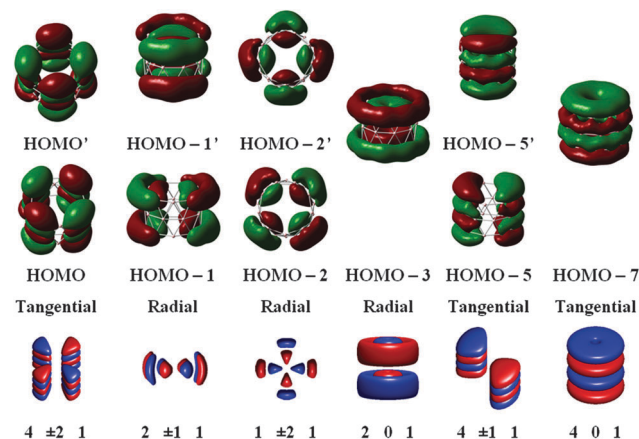 HOMO’ HOMO – 1’ HOMO – 2’ HOMO – 5’
HOMO HOMO – 1 HOMO – 2 HOMO – 3 HOMO – 5 HOMO – 7
Tangential Radial Radial Radial Tangential Tangential
4 ±2 1 2 ±1 1 1 ±2 1 2 0 1 4 ±1 1 4 0 1